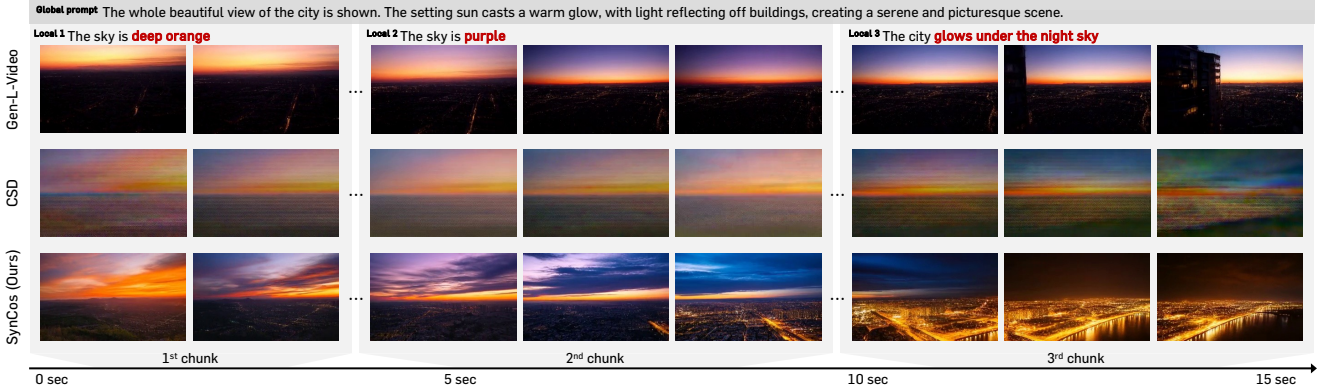 Global prompt The whole beautiful view of the city is shown. The setting sun casts a warm glow, with light reflecting off buildings, creating a serene and picturesque scene.
Local 1 The sky is deep orange
Local 2 The sky is purple
Local 3 The city glows under the night sky
Gen-L-Video
...
...
CSD
...
...
SynCos (Ours)
...
...
1st chunk
2nd chunk
3rd chunk
0 sec
5 sec
10 sec
15 sec